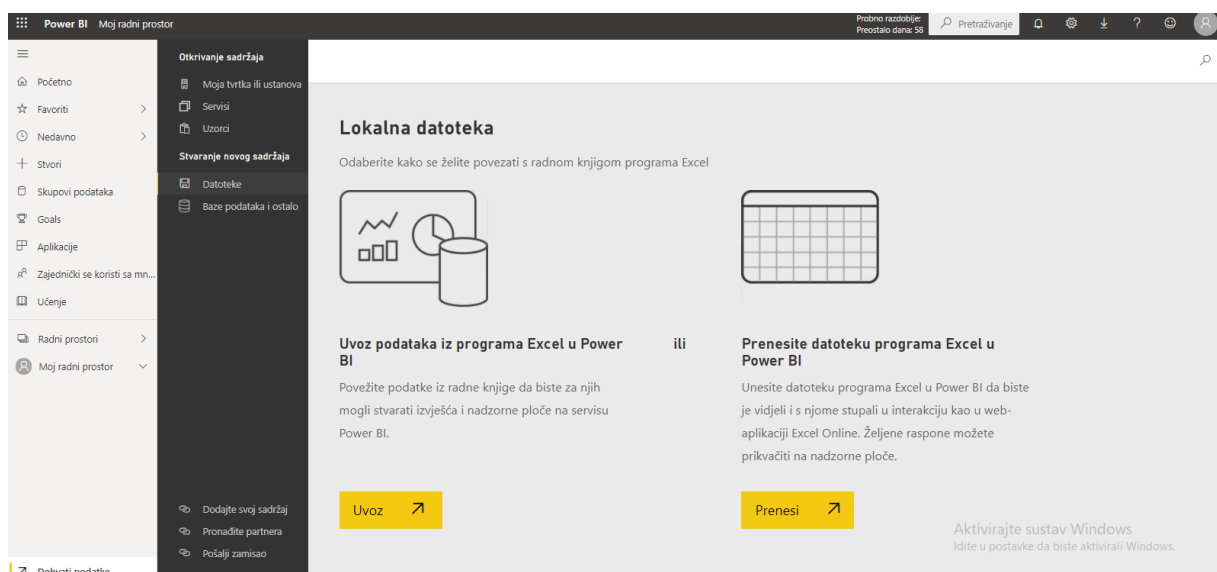 Power BI Moj radni prostor
Probno razdoblje:
Preostalo dana: 58
Pretraživanje
Početno
Favoriti
Nedavno
Stvori
Skupovi podataka
Goals
Aplikacije
Zajednički se koristi sa mn...
Učenje
Radni prostori
Moj radni prostor
Dohvati podatke
Otkrivanje sadržaja
Moja tvrtka ili ustanova
Servisi
Uzorci
Stvaranje novog sadržaja
Datoteke
Baze podataka i ostalo
Dodajte svoj sadržaj
Pronađite partnera
Pošalji zamisao
Lokalna datoteka
Odaberite kako se želite povezati s radnom knjigom programa Excel
Uvoz podataka iz programa Excel u Power
BI
Povežite podatke iz radne knjige da biste za njih
mogli stvarati izvješća i nadzorne ploče na servisu
Power BI.
Uvoz
ili
Prenesite datoteku programa Excel u
Power BI
Unesite datoteku programa Excel u Power BI da biste
je vidjeli i s njome stupali u interakciju kao u web-
aplikaciji Excel Online. Željene raspone možete
prikvačiti na nadzorne ploče.
Prenesi
Aktivirajte sustav Windows
Idite u postavke da biste aktivirali Windows.